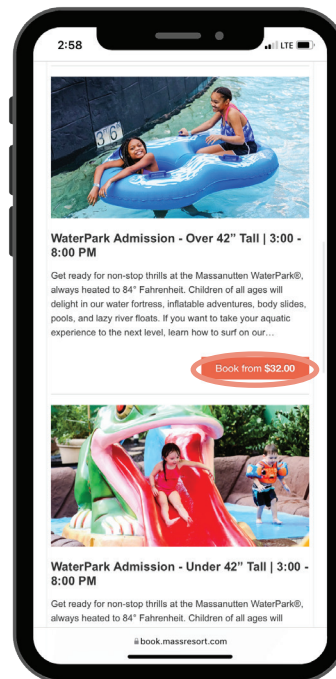 2:58
LTE
3'6"
WaterPark Admission - Over 42” Tall | 3:00 -
8:00 PM
Get ready for non-stop thrills at the Massanutten WaterPark®,
always heated to 84° Fahrenheit. Children of all ages will
delight in our water fortress, inflatable adventures, body slides,
pools, and lazy river floats. If you want to take your aquatic
experience to the next level, learn how to surf on our…
Book from $32.00
WaterPark Admission - Under 42” Tall | 3:00 -
8:00 PM
Get ready for non-stop thrills at the Massanutten WaterPark®,
always heated to 84° Fahrenheit. Children of all ages will
book.massresort.com